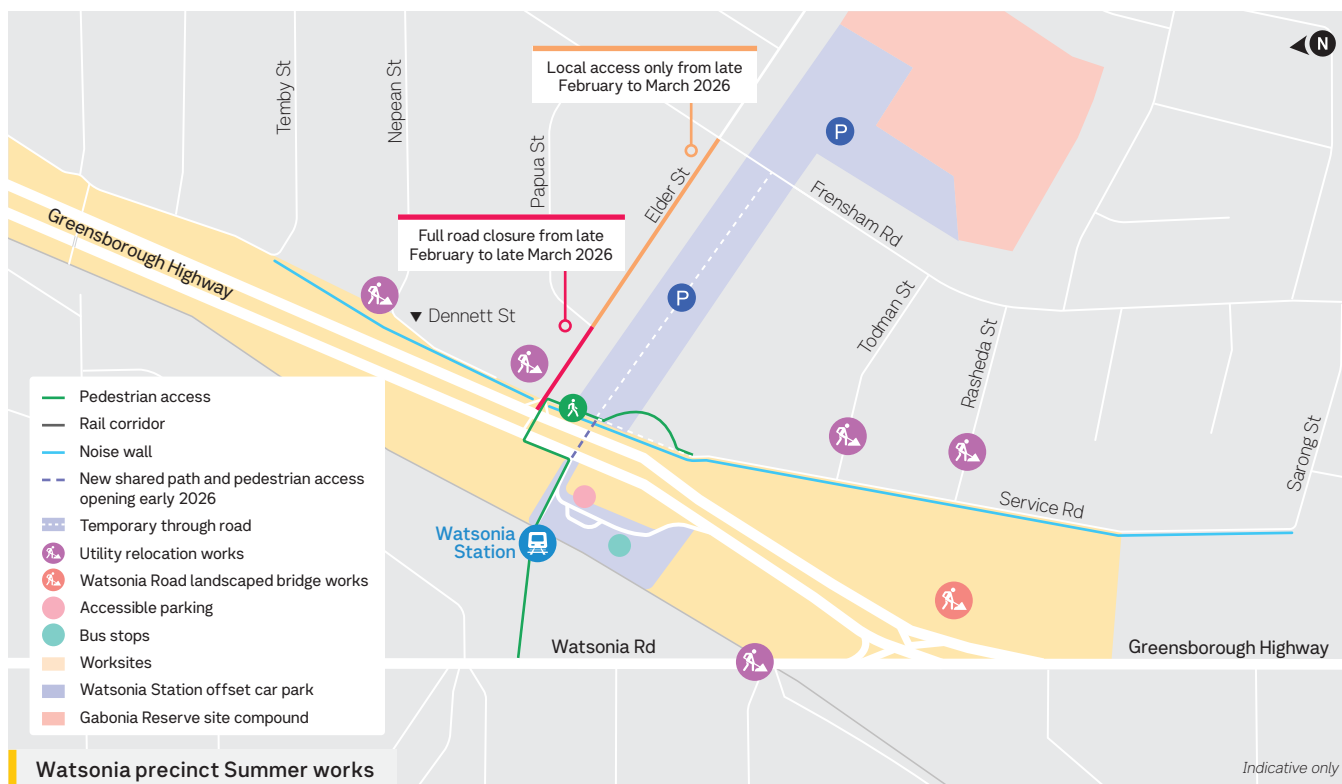 N
Local access only from late
February to March 2026
Temby St
Nepean St
Papua St
Elder St
P
Frensham Rd
Full road closure from late
February to late March 2026
Greensborough Highway
P
▼ Dennett St
Todman St
Rasheda St
Sarong St
Service Rd
Watsonia
Station
Watsonia Rd
Greensborough Highway
Pedestrian access
Rail corridor
Noise wall
New shared path and pedestrian access
opening early 2026
Temporary through road
Utility relocation works
Watsonia Road landscaped bridge works
Accessible parking
Bus stops
Worksites
Watsonia Station offset car park
Gabonia Reserve site compound
Watsonia precinct Summer works
Indicative only